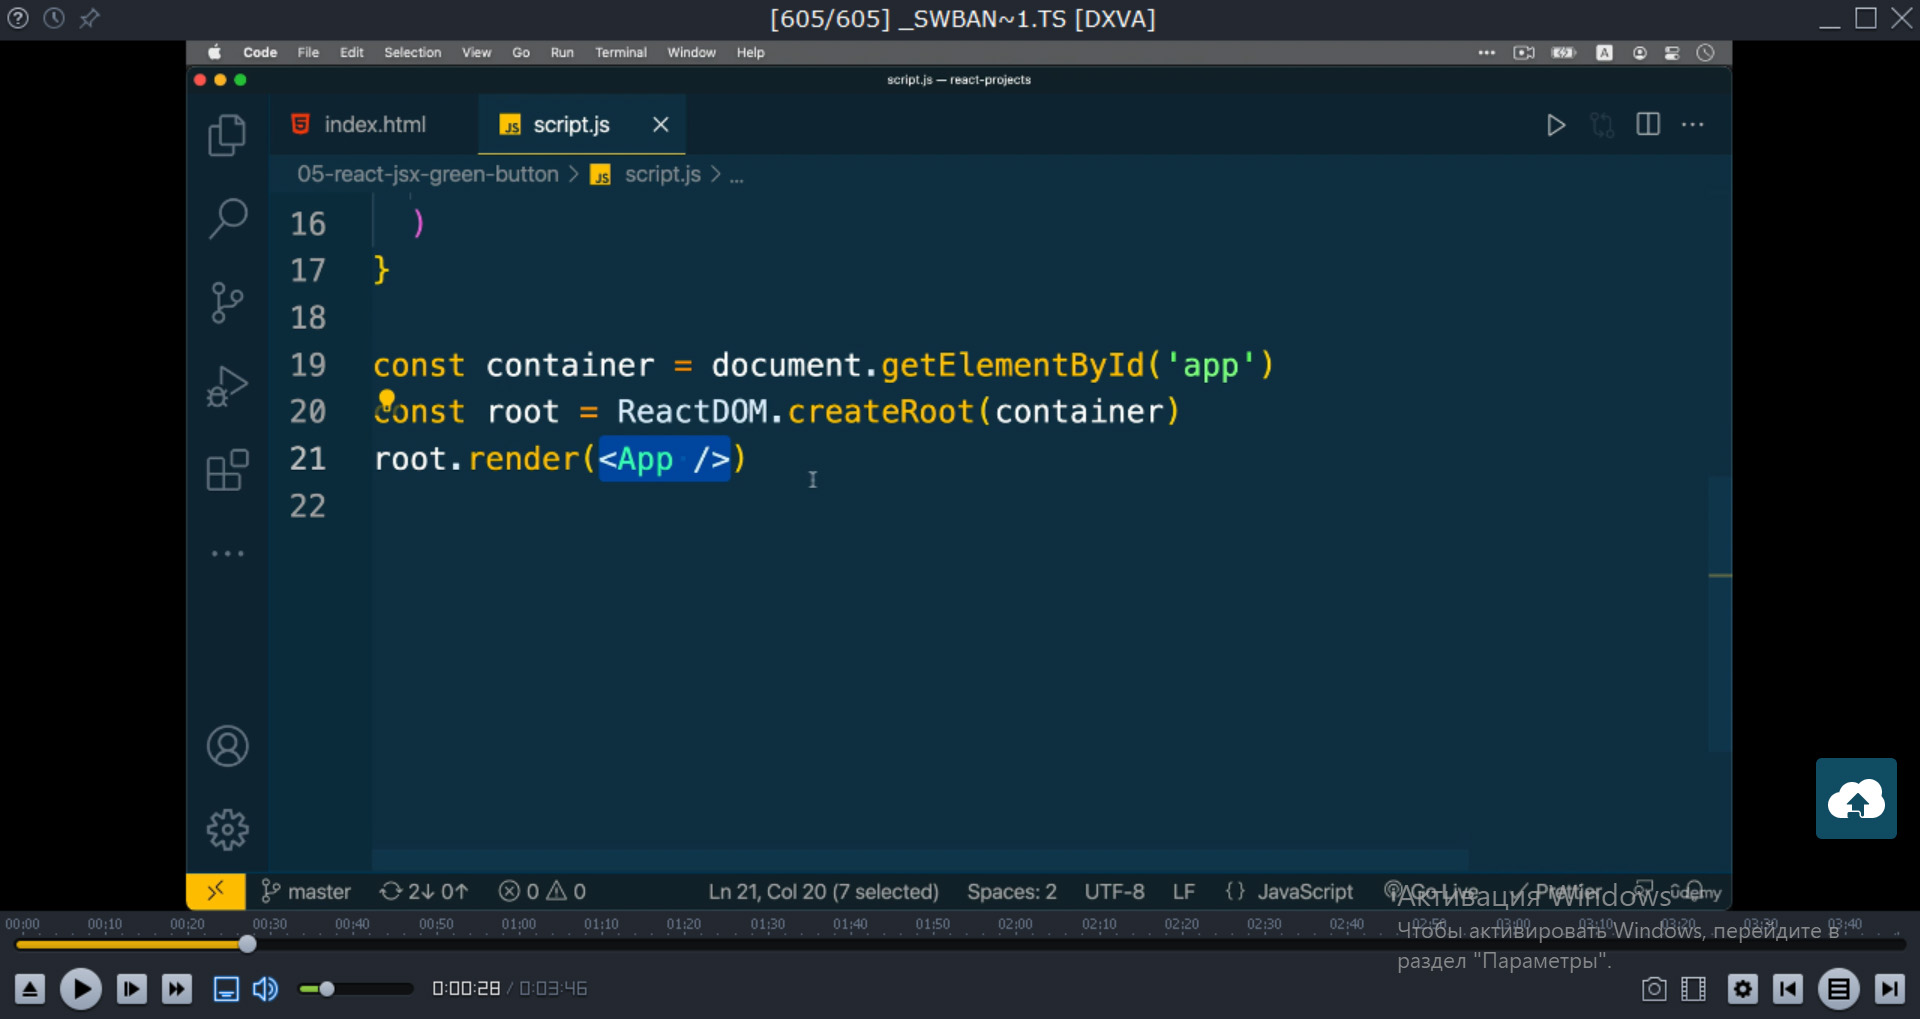 [605/605] _SWBAN~1.TS [DXVA]
Code File Edit Selection View Go Run Terminal Window Help
A
script.js — react-projects
5 index.html JS script.js
05-react-jsx-green-button > JS script.js > ...
16 )
17 }
18
19 const container = document.getElementById('app')
20 const root = ReactDOM.createRoot(container)
21 root.render(<App />)
22
master 2↓ 0↑ 0 0 Ln 21, Col 20 (7 selected) Spaces: 2 UTF-8 LF {} JavaScript Go Live Prettier ûdemy
Активация Windows
00:00 00:10 00:20 00:30 00:40 00:50 01:00 01:10 01:20 01:30 01:40 01:50 02:00 02:10 02:20 02:30 02:40 02:50 03:00 03:10 03:20 03:30 03:40
Чтобы активировать Windows, перейдите в
раздел "Параметры".
0:00:28 / 0:03:46